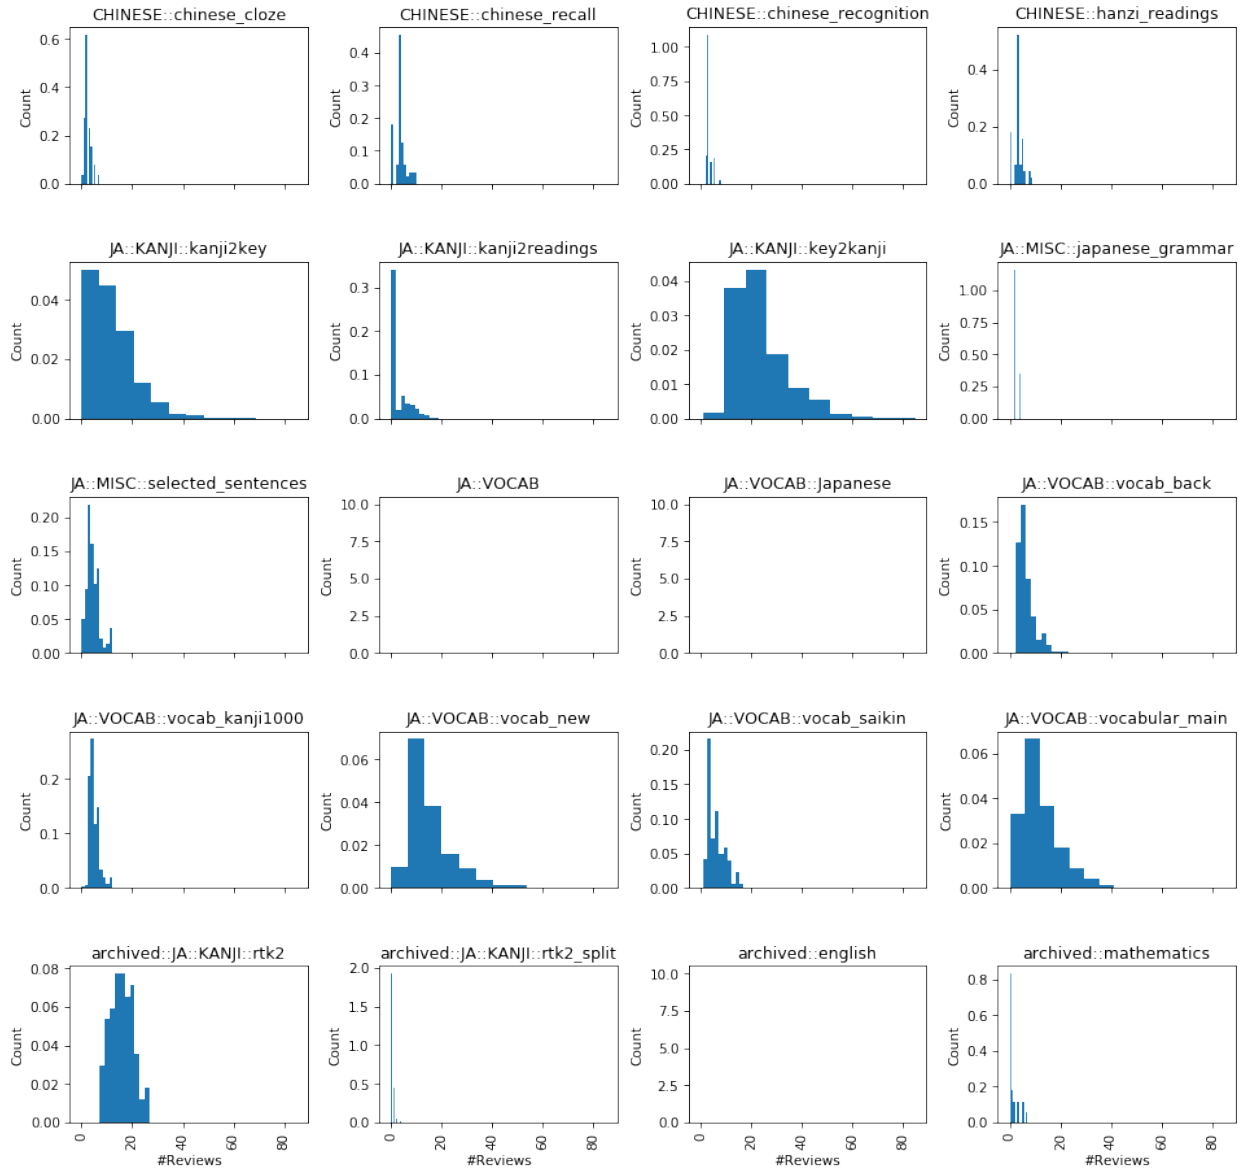 CHINESE::chinese_cloze
CHINESE::chinese_recall
CHINESE::chinese_recognition
CHINESE::hanzi_readings
Count
0.6
0.4
0.2
0.0
Count
0.4
0.3
0.2
0.1
0.0
Count
1.00
0.75
0.50
0.25
0.00
Count
0.4
0.2
0.0
JA::KANJI::kanji2key
JA::KANJI::kanji2readings
JA::KANJI::key2kanji
JA::MISC::japanese_grammar
Count
0.04
0.02
0.00
Count
0.3
0.2
0.1
0.0
Count
0.04
0.03
0.02
0.01
0.00
Count
1.00
0.75
0.50
0.25
0.00
JA::MISC::selected_sentences
JA::VOCAB
JA::VOCAB::Japanese
JA::VOCAB::vocab_back
Count
0.20
0.15
0.10
0.05
0.00
Count
10.0
7.5
5.0
2.5
0.0
Count
10.0
7.5
5.0
2.5
0.0
Count
0.15
0.10
0.05
0.00
JA::VOCAB::vocab_kanji1000
JA::VOCAB::vocab_new
JA::VOCAB::vocab_saikin
JA::VOCAB::vocabular_main
Count
0.2
0.1
0.0
Count
0.06
0.04
0.02
0.00
Count
0.20
0.15
0.10
0.05
0.00
Count
0.06
0.04
0.02
0.00
archived::JA::KANJI::rtk2
archived::JA::KANJI::rtk2_split
archived::english
archived::mathematics
Count
0.08
0.06
0.04
0.02
0.00
0 20 40 60 80
#Reviews
Count
2.0
1.5
1.0
0.5
0.0
0 20 40 60 80
#Reviews
Count
10.0
7.5
5.0
2.5
0.0
0 20 40 60 80
#Reviews
Count
0.8
0.6
0.4
0.2
0.0
0 20 40 60 80
#Reviews